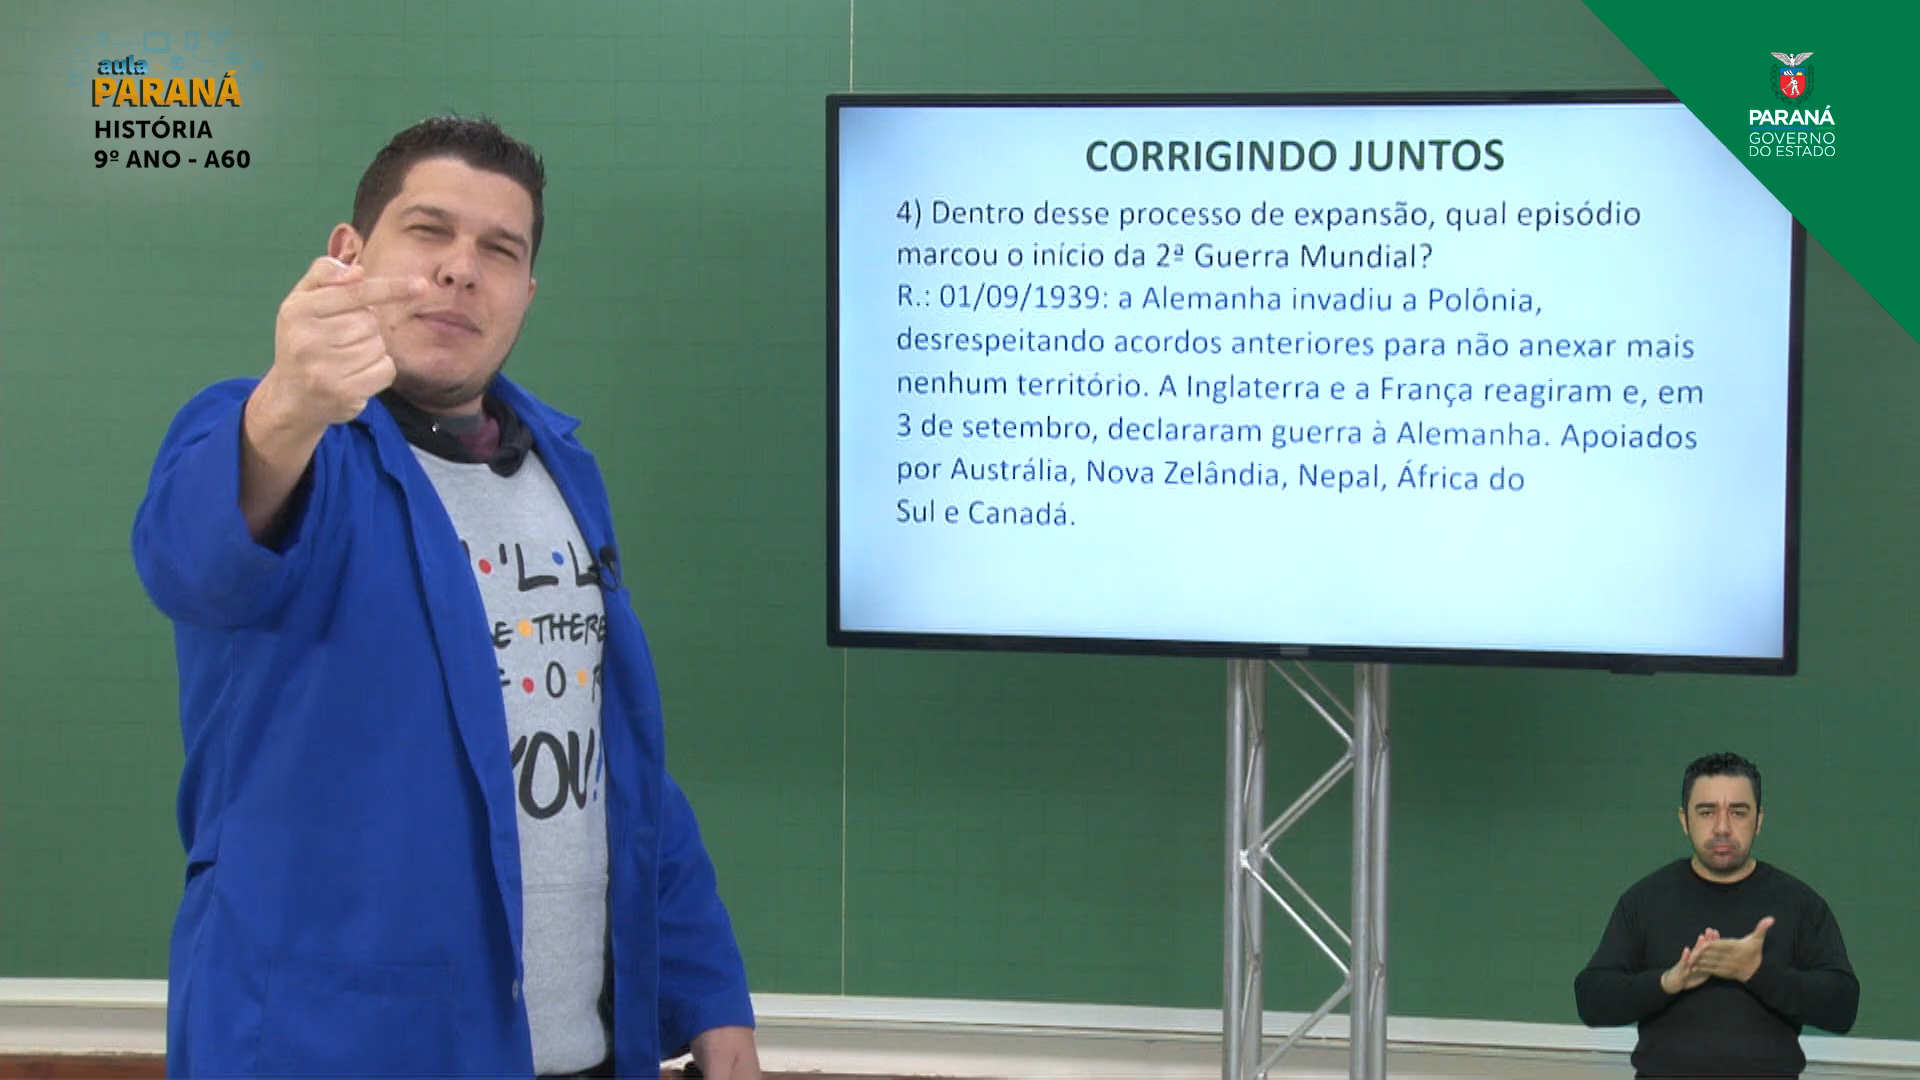 aula
PARANÁ
HISTÓRIA
9º ANO - A60
PARANÁ
GOVERNO
DO ESTADO
CORRIGINDO JUNTOS
4) Dentro desse processo de expansão, qual episódio
marcou o início da 2ª Guerra Mundial?
R.: 01/09/1939: a Alemanha invadiu a Polônia,
desrespeitando acordos anteriores para não anexar mais
nenhum território. A Inglaterra e a França reagiram e, em
3 de setembro, declararam guerra à Alemanha. Apoiados
por Austrália, Nova Zelândia, Nepal, África do
Sul e Canadá.
'L•L
E•THERE
•O•R
YOU!